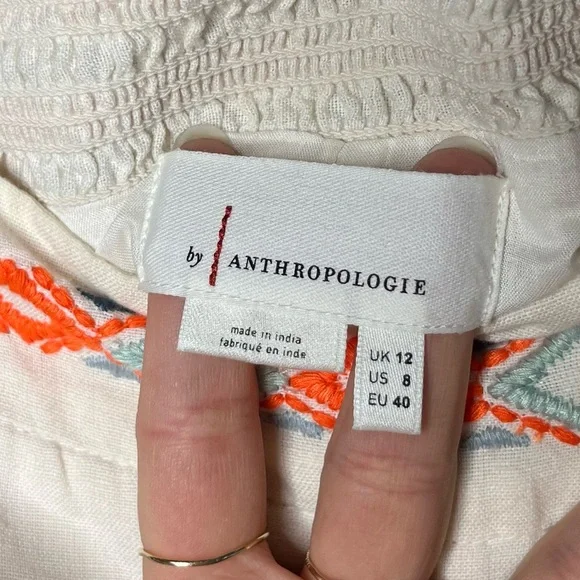 by ANTHROPOLOGIE
made in india
fabriqué en inde
UK 12
US 8
EU 40